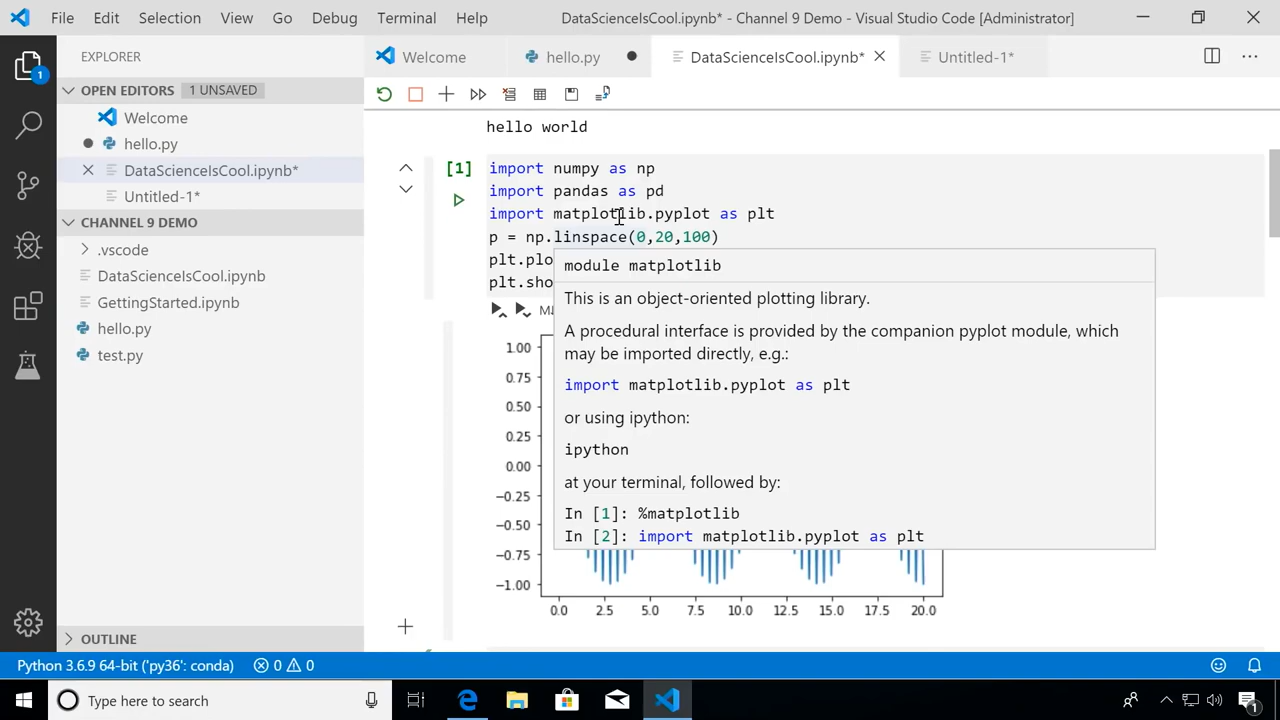 File Edit Selection View Go Debug Terminal Help DataScienceIsCool.ipynb* - Channel 9 Demo - Visual Studio Code [Administrator]
EXPLORER
Welcome hello.py DataScienceIsCool.ipynb* Untitled-1*
1
OPEN EDITORS 1 UNSAVED
Welcome
hello.py
DataScienceIsCool.ipynb*
Untitled-1*
CHANNEL 9 DEMO
.vscode
DataScienceIsCool.ipynb
GettingStarted.ipynb
hello.py
test.py
OUTLINE
hello world
[1] import numpy as np
import pandas as pd
import matplotlib.pyplot as plt
p = np.linspace(0,20,100)
plt.plo
plt.sho
module matplotlib
This is an object-oriented plotting library.
A procedural interface is provided by the companion pyplot module, which
may be imported directly, e.g.:
import matplotlib.pyplot as plt
or using ipython:
ipython
at your terminal, followed by:
In [1]: %matplotlib
In [2]: import matplotlib.pyplot as plt
1.00
0.75
0.50
0.25
0.00
−0.25
−0.50
−0.75
−1.00
0.0 2.5 5.0 7.5 10.0 12.5 15.0 17.5 20.0
Python 3.6.9 64-bit ('py36': conda) 0 0
Type here to search
1